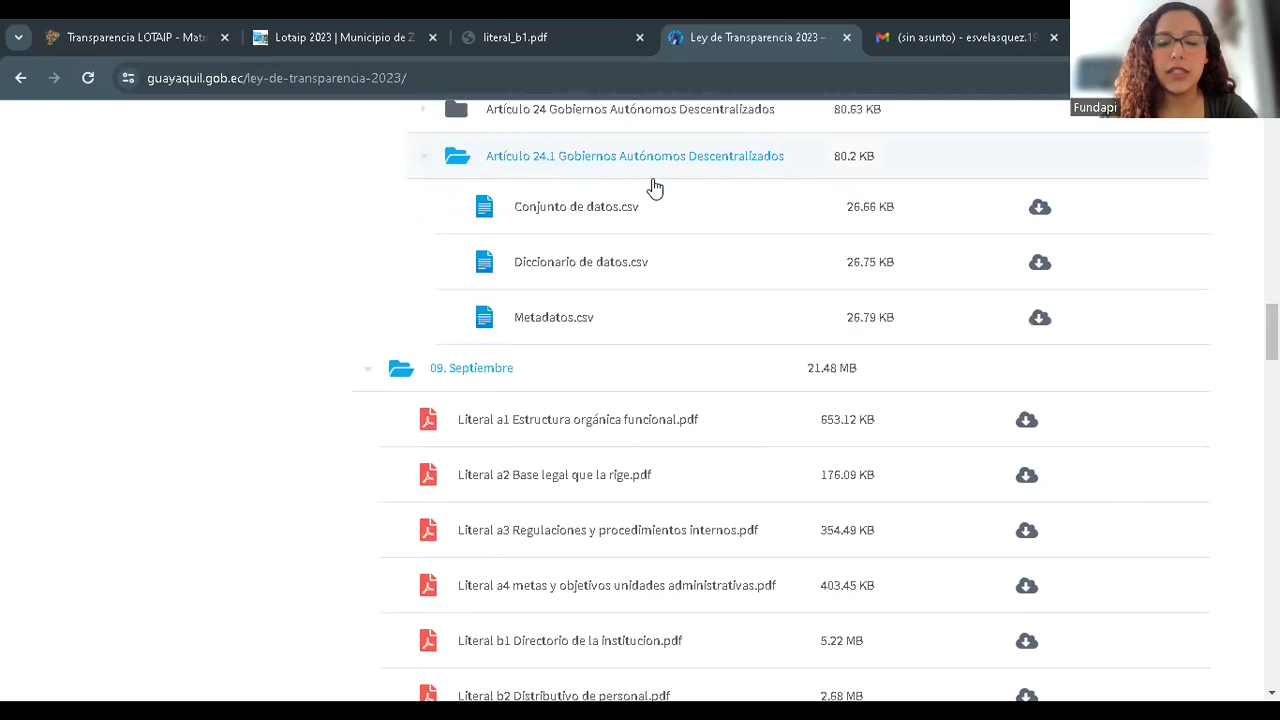 Transparencia LOTAIP - Matr
Lotaip 2023 | Municipio de Z
literal_b1.pdf
Ley de Transparencia 2023 –
(sin asunto) - esvelasquez.19
guayaquil.gob.ec/ley-de-transparencia-2023/
Fundapi
Artículo 24 Gobiernos Autónomos Descentralizados 80.63 KB
Artículo 24.1 Gobiernos Autónomos Descentralizados 80.2 KB
Conjunto de datos.csv 26.66 KB
Diccionario de datos.csv 26.75 KB
Metadatos.csv 26.79 KB
09. Septiembre 21.48 MB
Literal a1 Estructura orgánica funcional.pdf 653.12 KB
Literal a2 Base legal que la rige.pdf 176.09 KB
Literal a3 Regulaciones y procedimientos internos.pdf 354.49 KB
Literal a4 metas y objetivos unidades administrativas.pdf 403.45 KB
Literal b1 Directorio de la institucion.pdf 5.22 MB
Literal b2 Distributivo de personal.pdf 2.68 MB